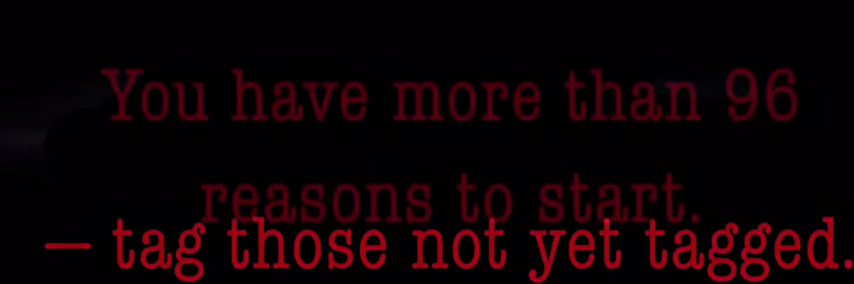 You have more than 96
reasons to start.
— tag those not yet tagged.